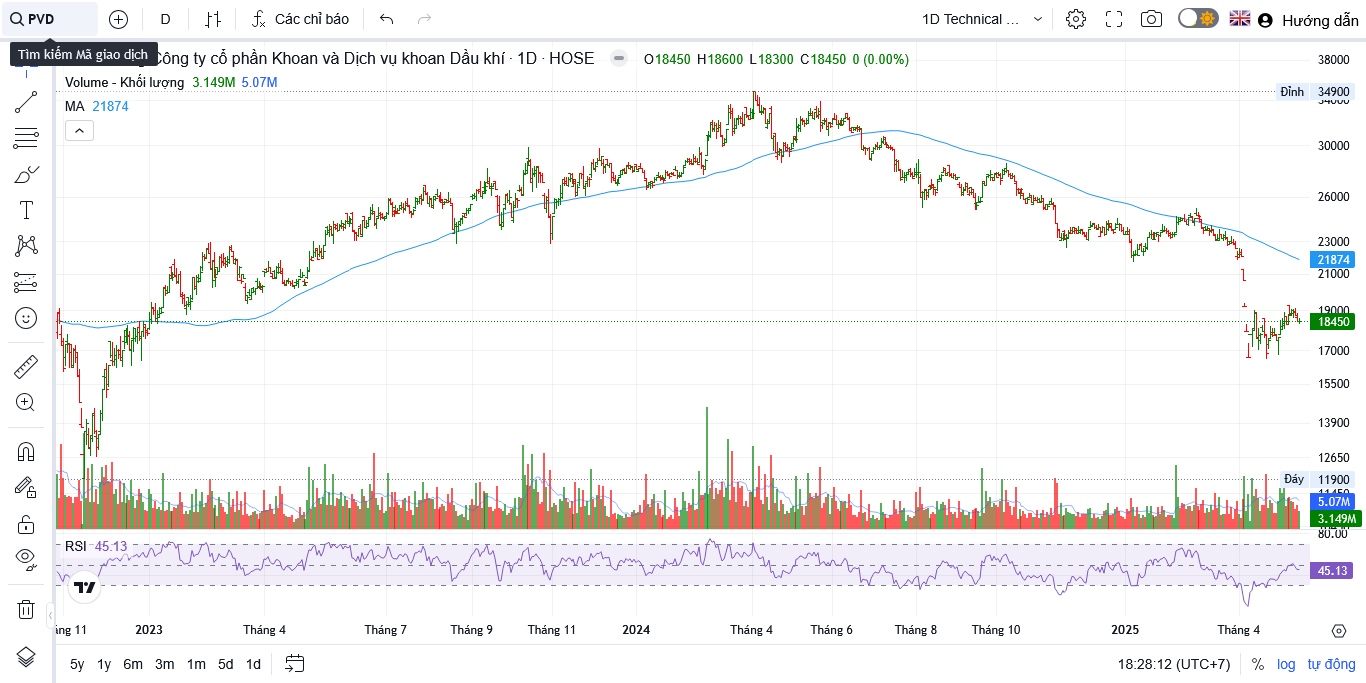 PVD
D
Các chỉ báo
1D Technical ...
Hướng dẫn
Tìm kiếm Mã giao dịch
Công ty cổ phần Khoan và Dịch vụ khoan Dầu khí · 1D · HOSE
O18450 H18600 L18300 C18450 0 (0.00%)
Volume - Khối lượng 3.149M 5.07M
MA 21874
38000
Đỉnh 34900
34000
30000
26000
23000
21874
21000
19000
18450
17000
15500
13900
12650
Đáy 11900
5.07M
3.149M
80.00
RSI 45.13
45.13
ng 11 2023 Tháng 4 Tháng 7 Tháng 9 Tháng 11 2024 Tháng 4 Tháng 6 Tháng 8 Tháng 10 2025 Tháng 4
5y 1y 6m 3m 1m 5d 1d
18:28:12 (UTC+7) % log tự động